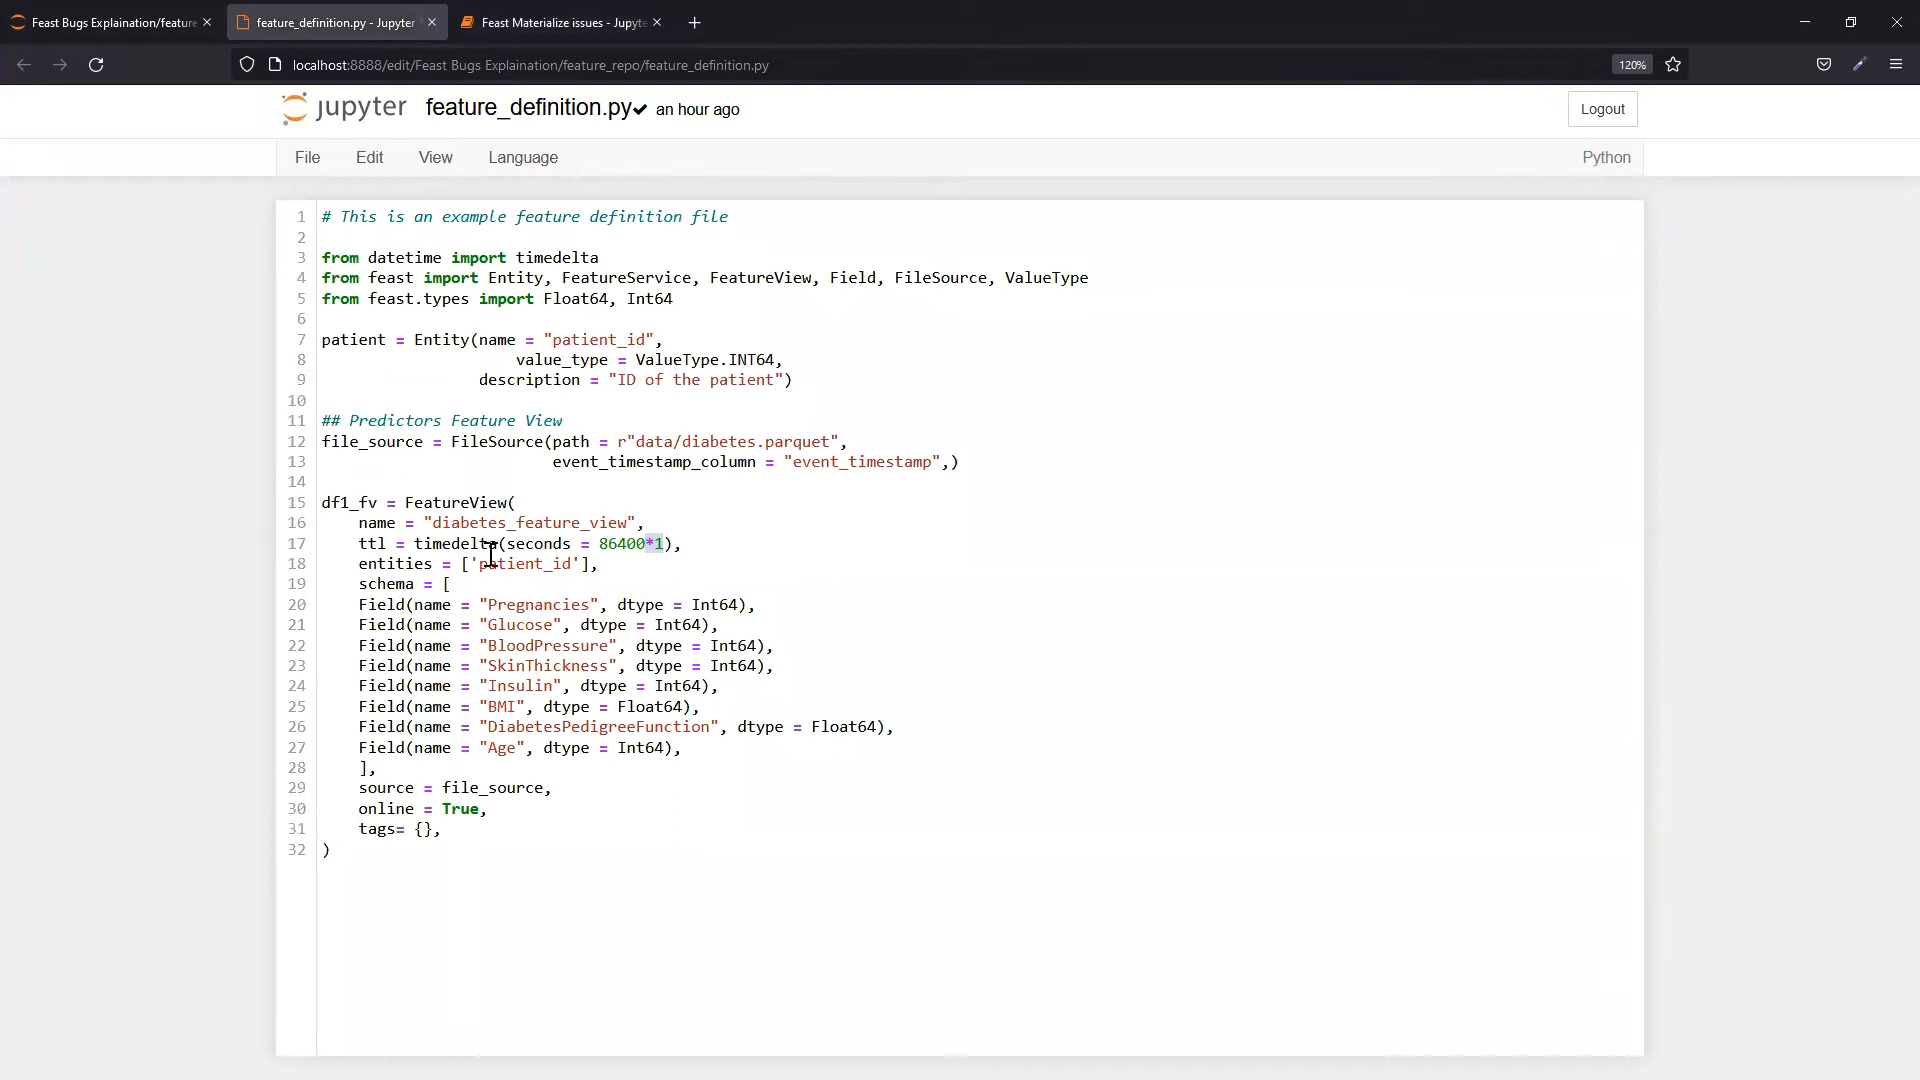 Feast Bugs Explaination/feature
feature_definition.py - Jupyter
Feast Materialize issues - Jupyte
localhost:8888/edit/Feast Bugs Explaination/feature_repo/feature_definition.py
120%
jupyter feature_definition.py✔ an hour ago
Logout
File Edit View Language
Python
1 # This is an example feature definition file
2
3 from datetime import timedelta
4 from feast import Entity, FeatureService, FeatureView, Field, FileSource, ValueType
5 from feast.types import Float64, Int64
6
7 patient = Entity(name = "patient_id",
8 value_type = ValueType.INT64,
9 description = "ID of the patient")
10
11 ## Predictors Feature View
12 file_source = FileSource(path = r"data/diabetes.parquet",
13 event_timestamp_column = "event_timestamp",)
14
15 df1_fv = FeatureView(
16 name = "diabetes_feature_view",
17 ttl = timedelta(seconds = 86400*1),
18 entities = ['patient_id'],
19 schema = [
20 Field(name = "Pregnancies", dtype = Int64),
21 Field(name = "Glucose", dtype = Int64),
22 Field(name = "BloodPressure", dtype = Int64),
23 Field(name = "SkinThickness", dtype = Int64),
24 Field(name = "Insulin", dtype = Int64),
25 Field(name = "BMI", dtype = Float64),
26 Field(name = "DiabetesPedigreeFunction", dtype = Float64),
27 Field(name = "Age", dtype = Int64),
28 ],
29 source = file_source,
30 online = True,
31 tags= {},
32 )